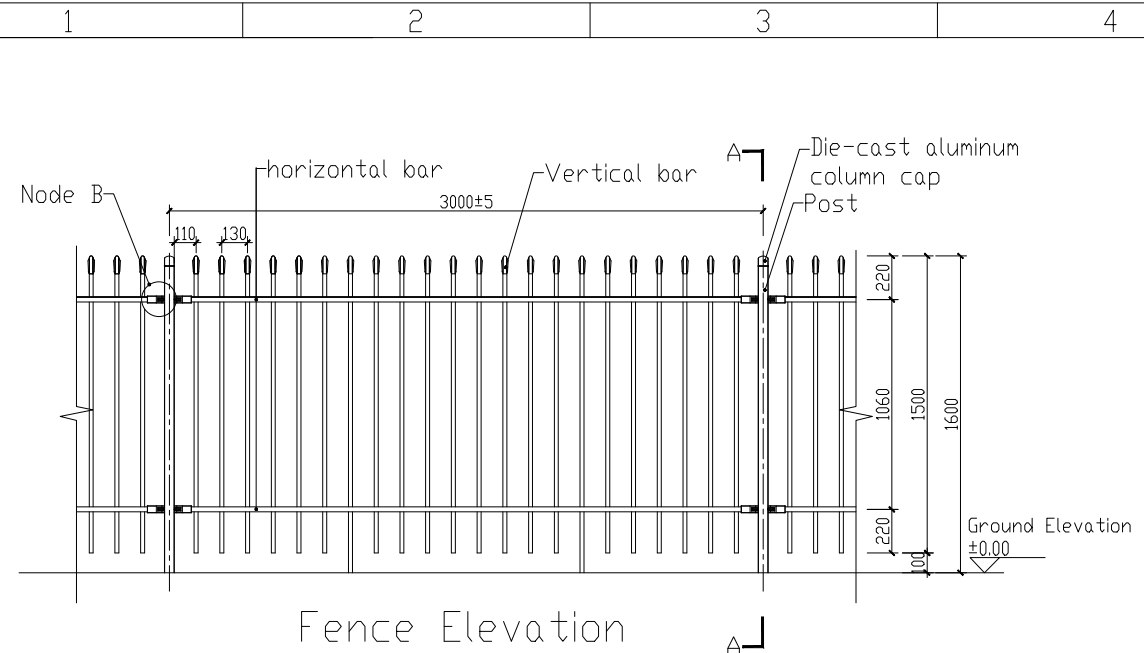 1 2 3 4
A
Die-cast aluminum
column cap
horizontal bar
Vertical bar
Node B
Post
3000±5
110
130
220
1060
1500
1600
220
100
Ground Elevation
±0.00
Fence Elevation
A